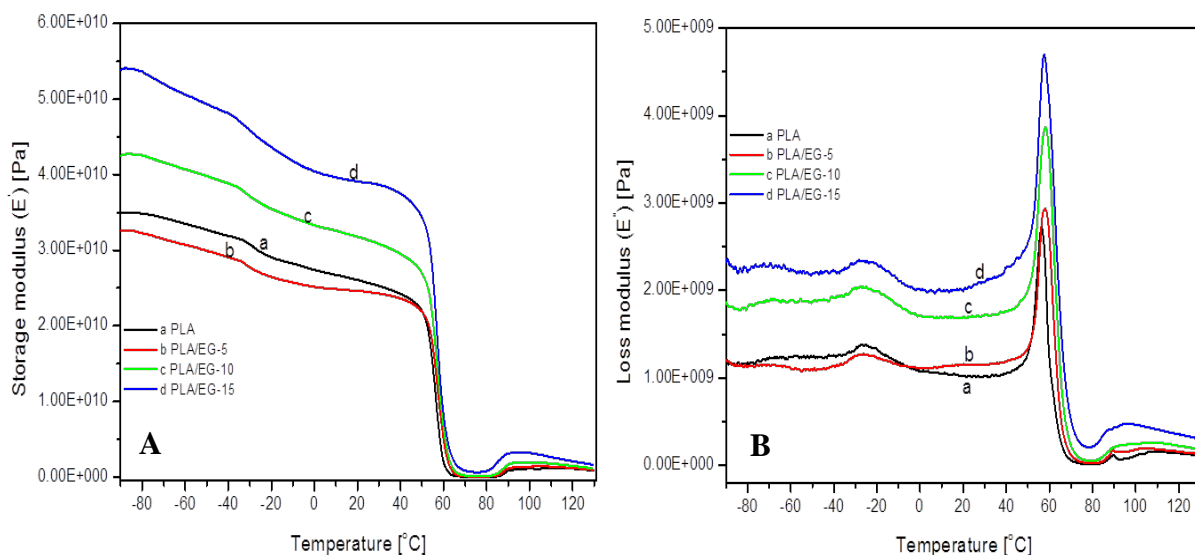 6.00E+010
5.00E+010
4.00E+010
3.00E+010
2.00E+010
1.00E+010
0.00E+000
Storage modulus (E') [Pa]
d
c
a
b
a PLA
b PLA/EG-5
c PLA/EG-10
d PLA/EG-15
A
-80 -60 -40 -20 0 20 40 60 80 100 120
Temperature [°C]
5.00E+009
4.00E+009
3.00E+009
2.00E+009
1.00E+009
0.00E+000
Loss modulus (E") [Pa]
a PLA
b PLA/EG-5
c PLA/EG-10
d PLA/EG-15
d
c
b
a
B
-80 -60 -40 -20 0 20 40 60 80 100 120
Temperature [°C]